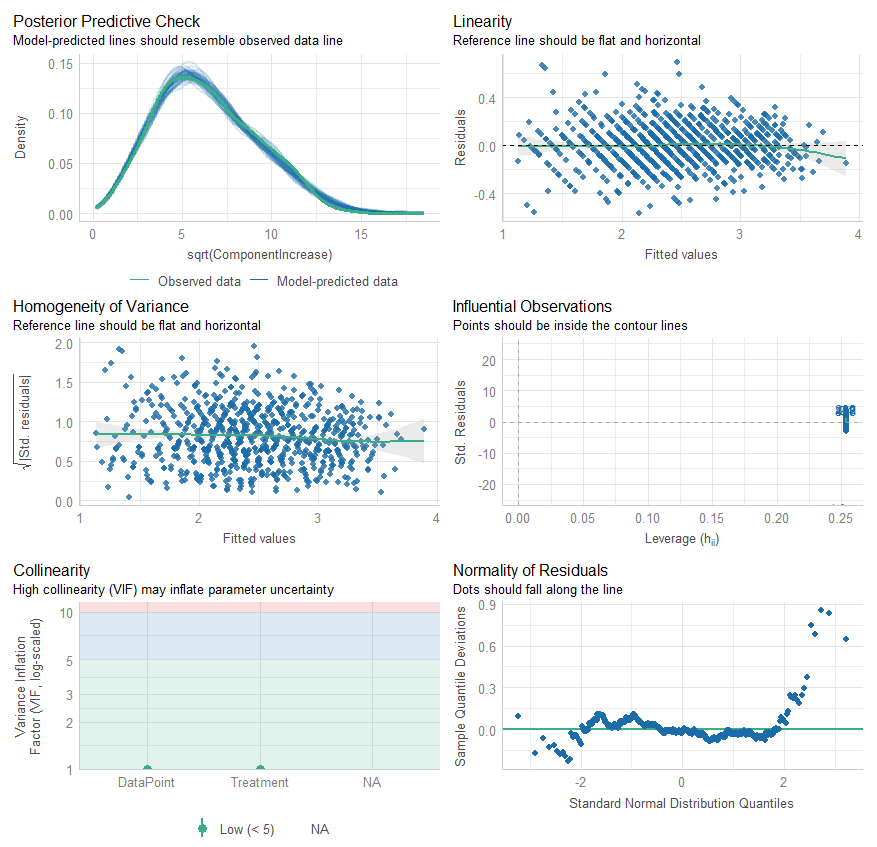 Posterior Predictive Check
Model-predicted lines should resemble observed data line
0.15
0.10
0.05
0.00
Density
0
5
10
15
sqrt(ComponentIncrease)
Observed data
Model-predicted data
Linearity
Reference line should be flat and horizontal
0.4
0.0
-0.4
Residuals
1
2
3
4
Fitted values
Homogeneity of Variance
Reference line should be flat and horizontal
2.0
1.5
1.0
0.5
0.0
√|Std. residuals|
1
2
3
4
Fitted values
Influential Observations
Points should be inside the contour lines
20
10
0
-10
-20
Std. Residuals
0.00
0.05
0.10
0.15
0.20
0.25
Leverage (hii)
Collinearity
High collinearity (VIF) may inflate parameter uncertainty
10
5
3
2
1
Variance Inflation
Factor (VIF, log-scaled)
DataPoint
Treatment
NA
Low (< 5)
NA
Normality of Residuals
Dots should fall along the line
0.9
0.6
0.3
0.0
Sample Quantile Deviations
-2
0
2
Standard Normal Distribution Quantiles